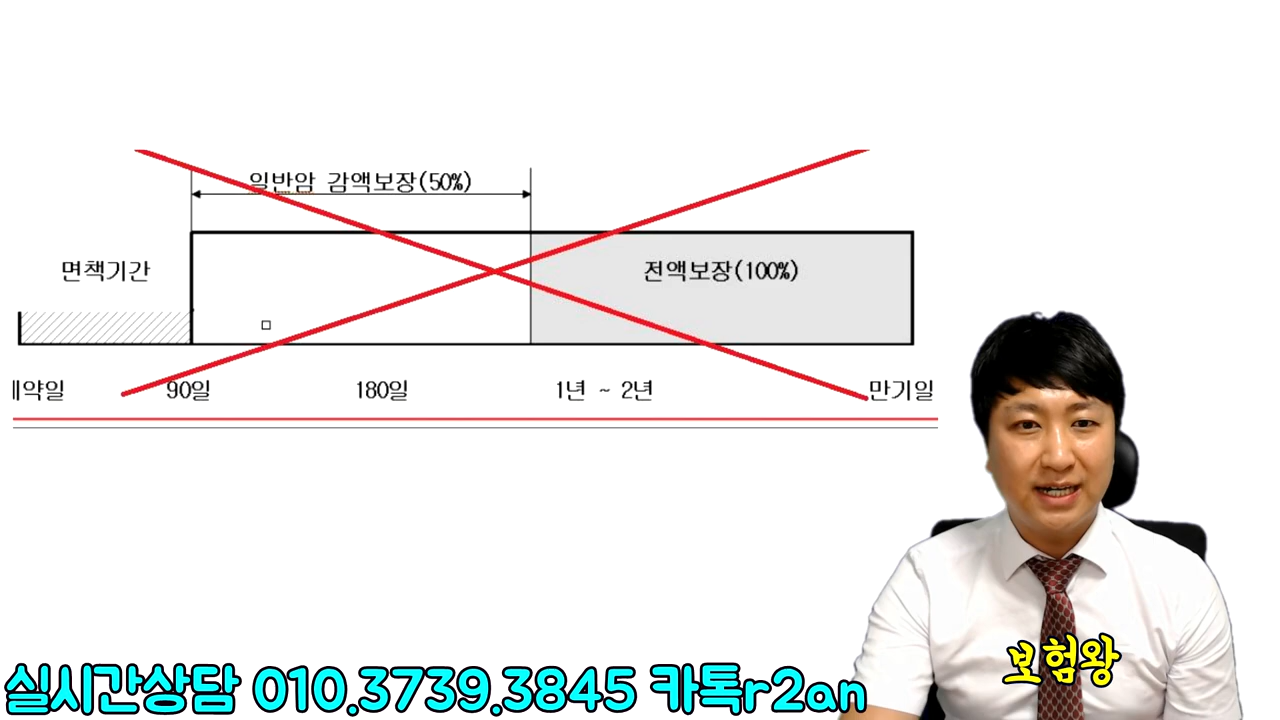 일반암 감액보장(50%)
면책기간
전액보장(100%)
계약일 90일 180일 1년 ~ 2년 만기일
보험왕
실시간상담 010.3739.3845 카톡r2an